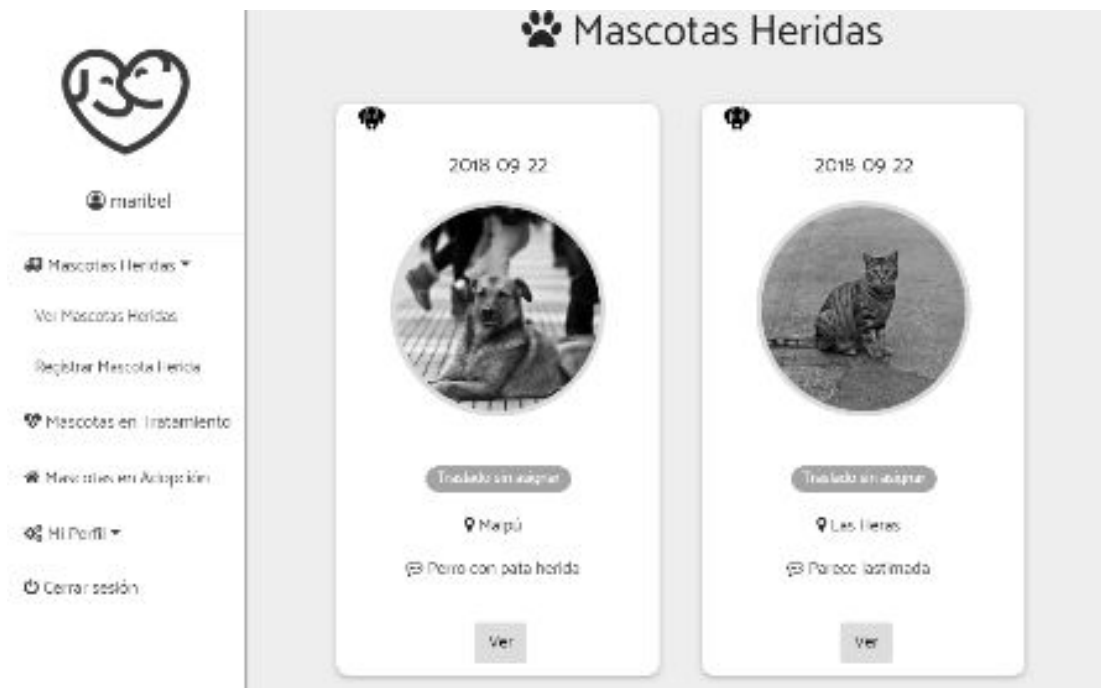 maribel
Mascotas Heridas
Ver Mascotas Heridas
Registrar Mascota Herida
Mascotas en Tratamiento
Mascotas en Adopción
Mi Perfil
Cerrar sesión
Mascotas Heridas
2018-09-22
Traslado sin asignar
Maipú
Perro con pata herida
Ver
2018-09-22
Traslado sin asignar
Las Heras
Parece lastimada
Ver